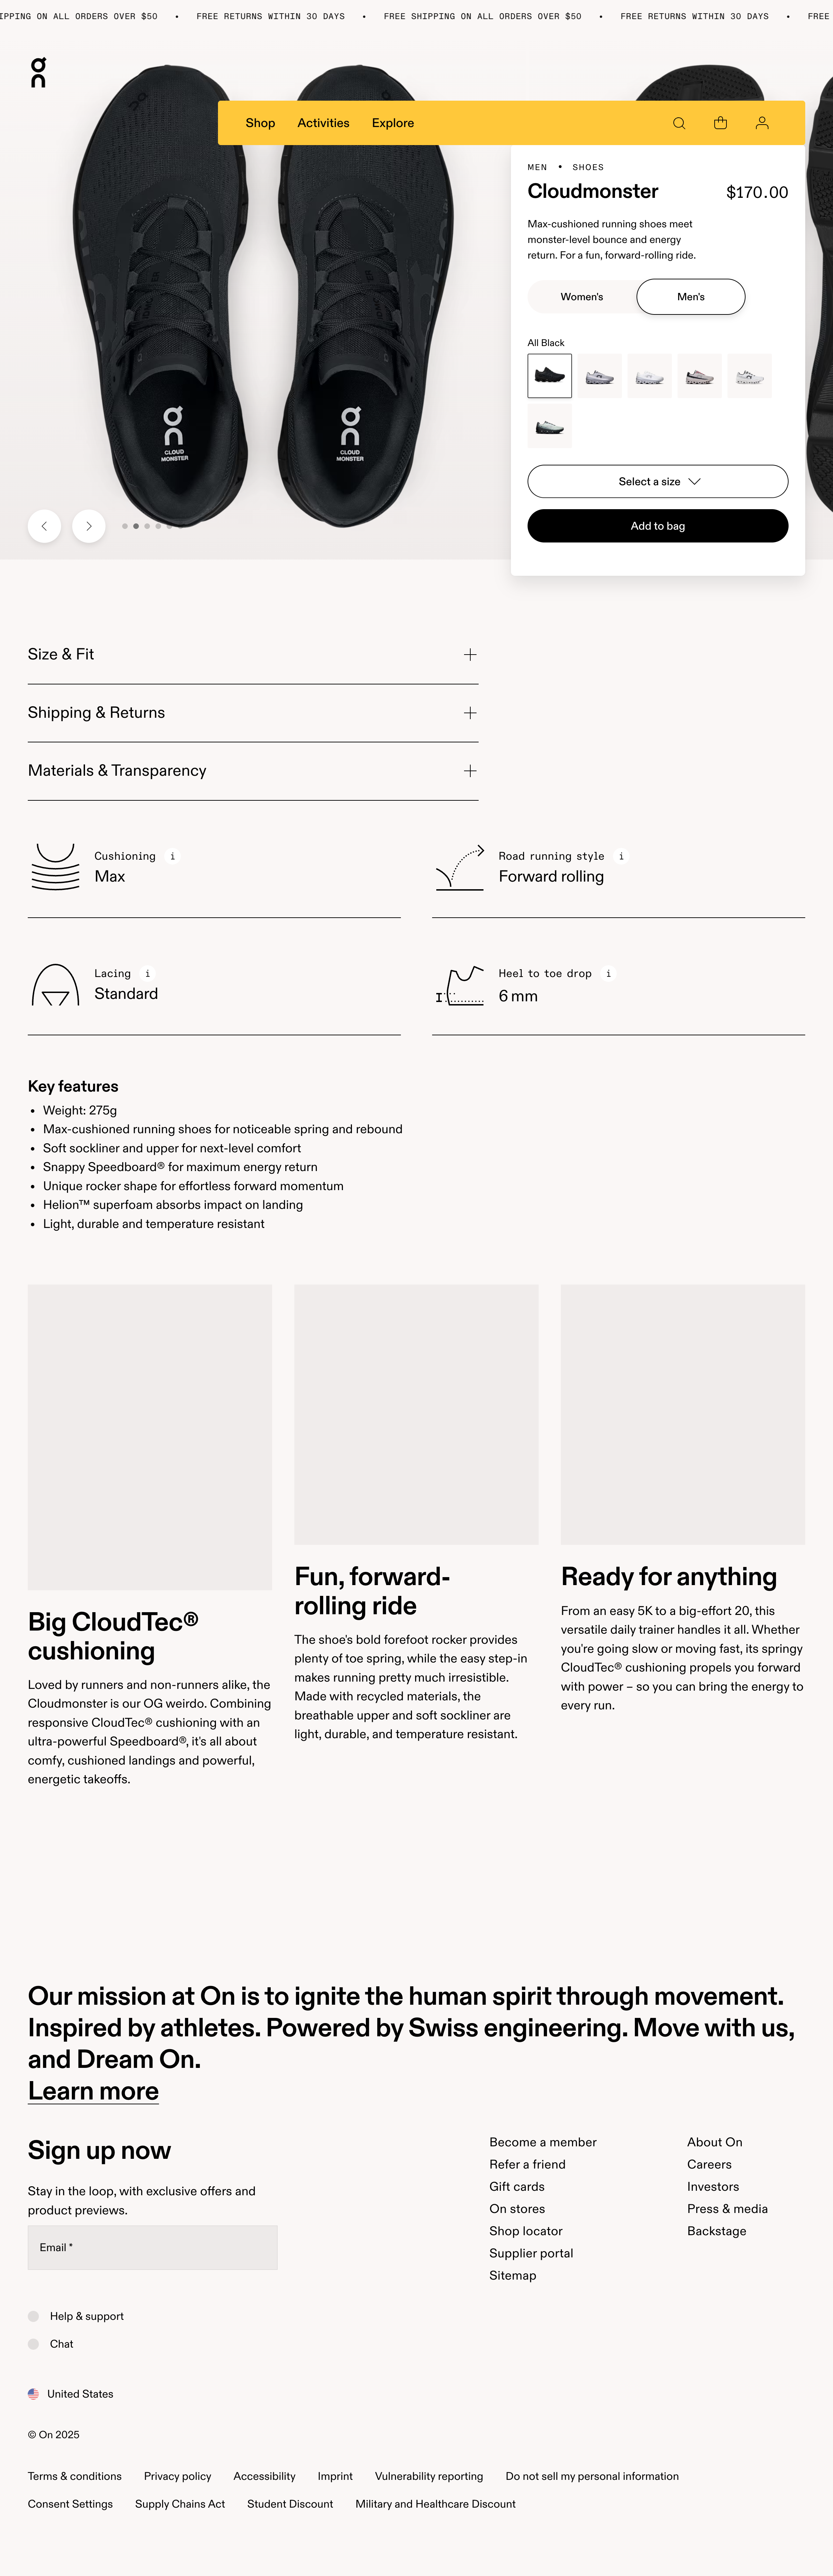 IPPING ON ALL ORDERS OVER $50 • FREE RETURNS WITHIN 30 DAYS • FREE SHIPPING ON ALL ORDERS OVER $50 • FREE RETURNS WITHIN 30 DAYS • FREE
Shop Activities Explore
MEN • SHOES
Cloudmonster $170.00
Max-cushioned running shoes meet
monster-level bounce and energy
return. For a fun, forward-rolling ride.
Women's Men's
All Black
Select a size
Add to bag
CLOUD
MONSTER
CLOUD
MONSTER
Size & Fit
Shipping & Returns
Materials & Transparency
Cushioning i
Max
Road running style i
Forward rolling
Lacing i
Standard
Heel to toe drop i
6 mm
Key features
• Weight: 275g
• Max-cushioned running shoes for noticeable spring and rebound
• Soft sockliner and upper for next-level comfort
• Snappy Speedboard® for maximum energy return
• Unique rocker shape for effortless forward momentum
• Helion™ superfoam absorbs impact on landing
• Light, durable and temperature resistant
Big CloudTec®
cushioning
Loved by runners and non-runners alike, the
Cloudmonster is our OG weirdo. Combining
responsive CloudTec® cushioning with an
ultra-powerful Speedboard®, it's all about
comfy, cushioned landings and powerful,
energetic takeoffs.
Fun, forward-
rolling ride
The shoe's bold forefoot rocker provides
plenty of toe spring, while the easy step-in
makes running pretty much irresistible.
Made with recycled materials, the
breathable upper and soft sockliner are
light, durable, and temperature resistant.
Ready for anything
From an easy 5K to a big-effort 20, this
versatile daily trainer handles it all. Whether
you're going slow or moving fast, its springy
CloudTec® cushioning propels you forward
with power – so you can bring the energy to
every run.
Our mission at On is to ignite the human spirit through movement.
Inspired by athletes. Powered by Swiss engineering. Move with us,
and Dream On.
Learn more
Sign up now
Stay in the loop, with exclusive offers and
product previews.
Email *
Become a member
Refer a friend
Gift cards
On stores
Shop locator
Supplier portal
Sitemap
About On
Careers
Investors
Press & media
Backstage
Help & support
Chat
United States
© On 2025
Terms & conditions Privacy policy Accessibility Imprint Vulnerability reporting Do not sell my personal information
Consent Settings Supply Chains Act Student Discount Military and Healthcare Discount